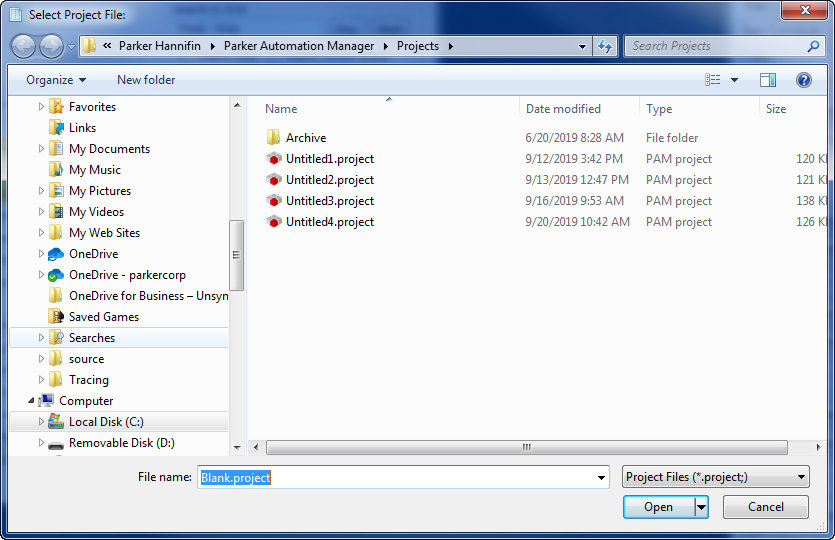 Select Project File:
« Parker Hannifin Parker Automation Manager Projects
Search Projects
Organize New folder
Favorites
Links
My Documents
My Music
My Pictures
My Videos
My Web Sites
OneDrive
OneDrive - parkercorp
OneDrive for Business – Unsyn
Saved Games
Searches
source
Tracing
Computer
Local Disk (C:)
Removable Disk (D:)
Name Date modified Type Size
Archive 6/20/2019 8:28 AM File folder
Untitled1.project 9/12/2019 3:42 PM PAM project 120 K
Untitled2.project 9/13/2019 12:47 PM PAM project 121 K
Untitled3.project 9/16/2019 9:53 AM PAM project 138 K
Untitled4.project 9/20/2019 10:42 AM PAM project 126 K
File name: Blank.project Project Files (*.project;)
Open Cancel